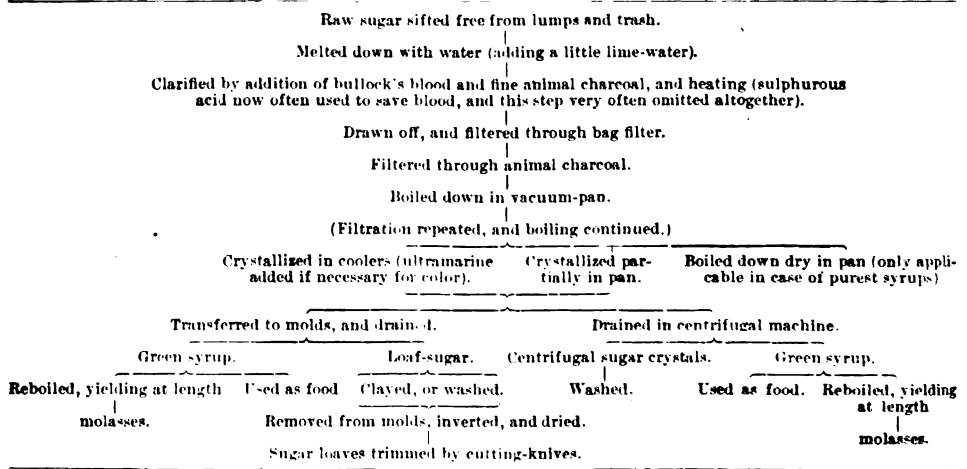 Raw sugar sifted free from lumps and trash.
Melted down with water (adding a little lime-water).
Clarified by addition of bullock's blood and fine animal charcoal, and heating (sulphurous
acid now often used to save blood, and this step very often omitted altogether).
Drawn off, and filtered through bag filter.
Filtered through animal charcoal.
Boiled down in vacuum-pan.
(Filtration repeated, and boiling continued.)
Crystallized in coolers (ultramarine
added if necessary for color).
Crystallized par-
tially in pan.
Boiled down dry in pan (only appli-
cable in case of purest syrups)
Transferred to molds, and drained.
Drained in centrifugal machine.
Green syrup.
Loaf-sugar.
Centrifugal sugar crystals.
Green syrup.
Reboiled, yielding at length
molasses.
Used as food
Clayed, or washed.
Washed.
Used as food.
Reboiled, yielding
at length
molasses.
Removed from molds, inverted, and dried.
Sugar loaves trimmed by cutting-knives.